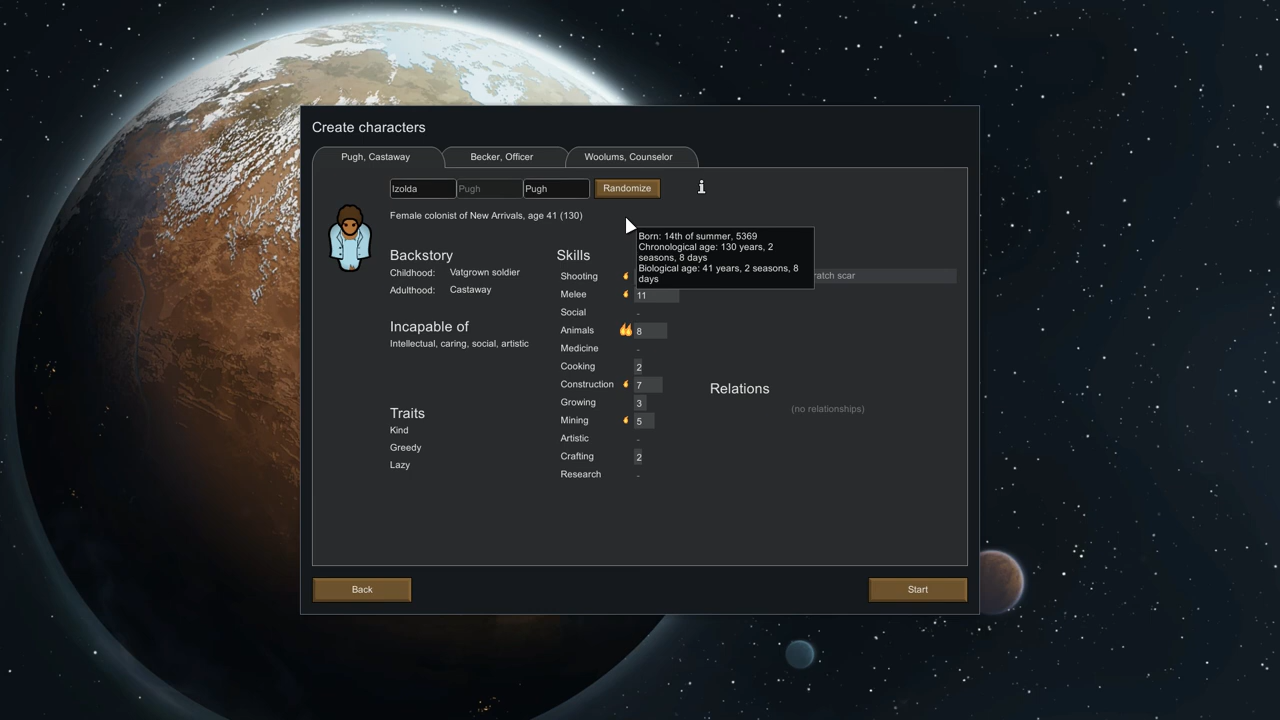 Create characters
Pugh, Castaway
Becker, Officer
Woolums, Counselor
Izolda
Pugh
Pugh
Randomize
i
Female colonist of New Arrivals, age 41 (130)
Born: 14th of summer, 5369
Chronological age: 130 years, 2
seasons, 8 days
Biological age: 41 years, 2 seasons, 8
days
Backstory
Childhood: Vatgrown soldier
Adulthood: Castaway
Incapable of
Intellectual, caring, social, artistic
Traits
Kind
Greedy
Lazy
Skills
Shooting
Melee 11
Social -
Animals 8
Medicine -
Cooking 2
Construction 7
Growing 3
Mining 5
Artistic -
Crafting 2
Research -
scar
Relations
(no relationships)
Back
Start